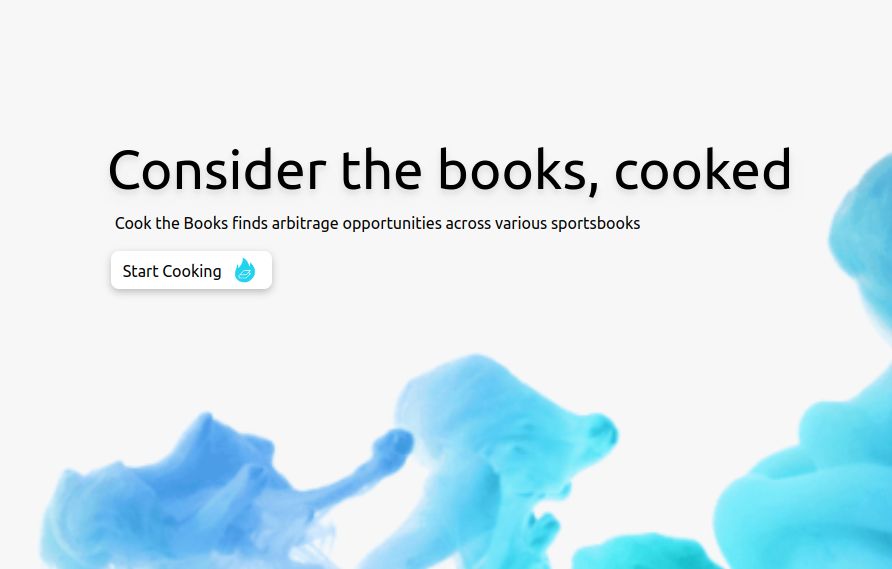 Consider the books, cooked
Cook the Books finds arbitrage opportunities across various sportsbooks
Start Cooking